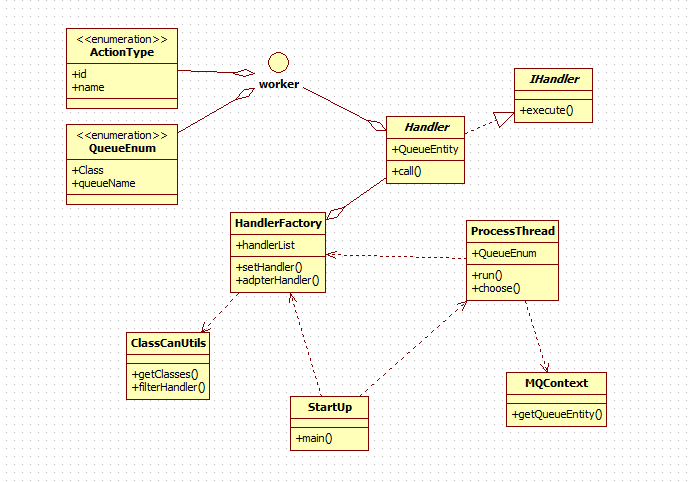 <<enumeration>>
ActionType
+id
+name
worker
<<enumeration>>
QueueEnum
+Class
+queueName
IHandler
+execute()
Handler
+QueueEntity
+call()
HandlerFactory
+handlerList
+setHandler()
+adpterHandler()
ProcessThread
+QueueEnum
+run()
+choose()
ClassCanUtils
+getClasses()
+filterHandler()
StartUp
+main()
MQContext
+getQueueEntity()